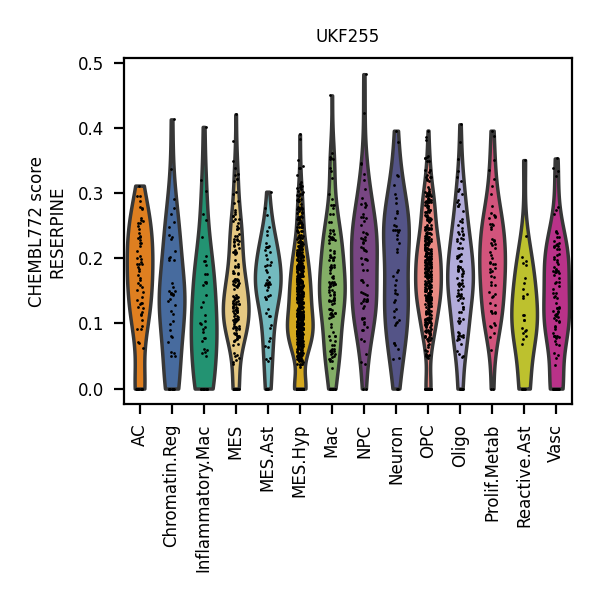 UKF255
CHEMBL772 score
RESERPINE
0.5
0.4
0.3
0.2
0.1
0.0
AC
Chromatin.Reg
Inflammatory.Mac
MES
MES.Ast
MES.Hyp
Mac
NPC
Neuron
OPC
Oligo
Prolif.Metab
Reactive.Ast
Vasc